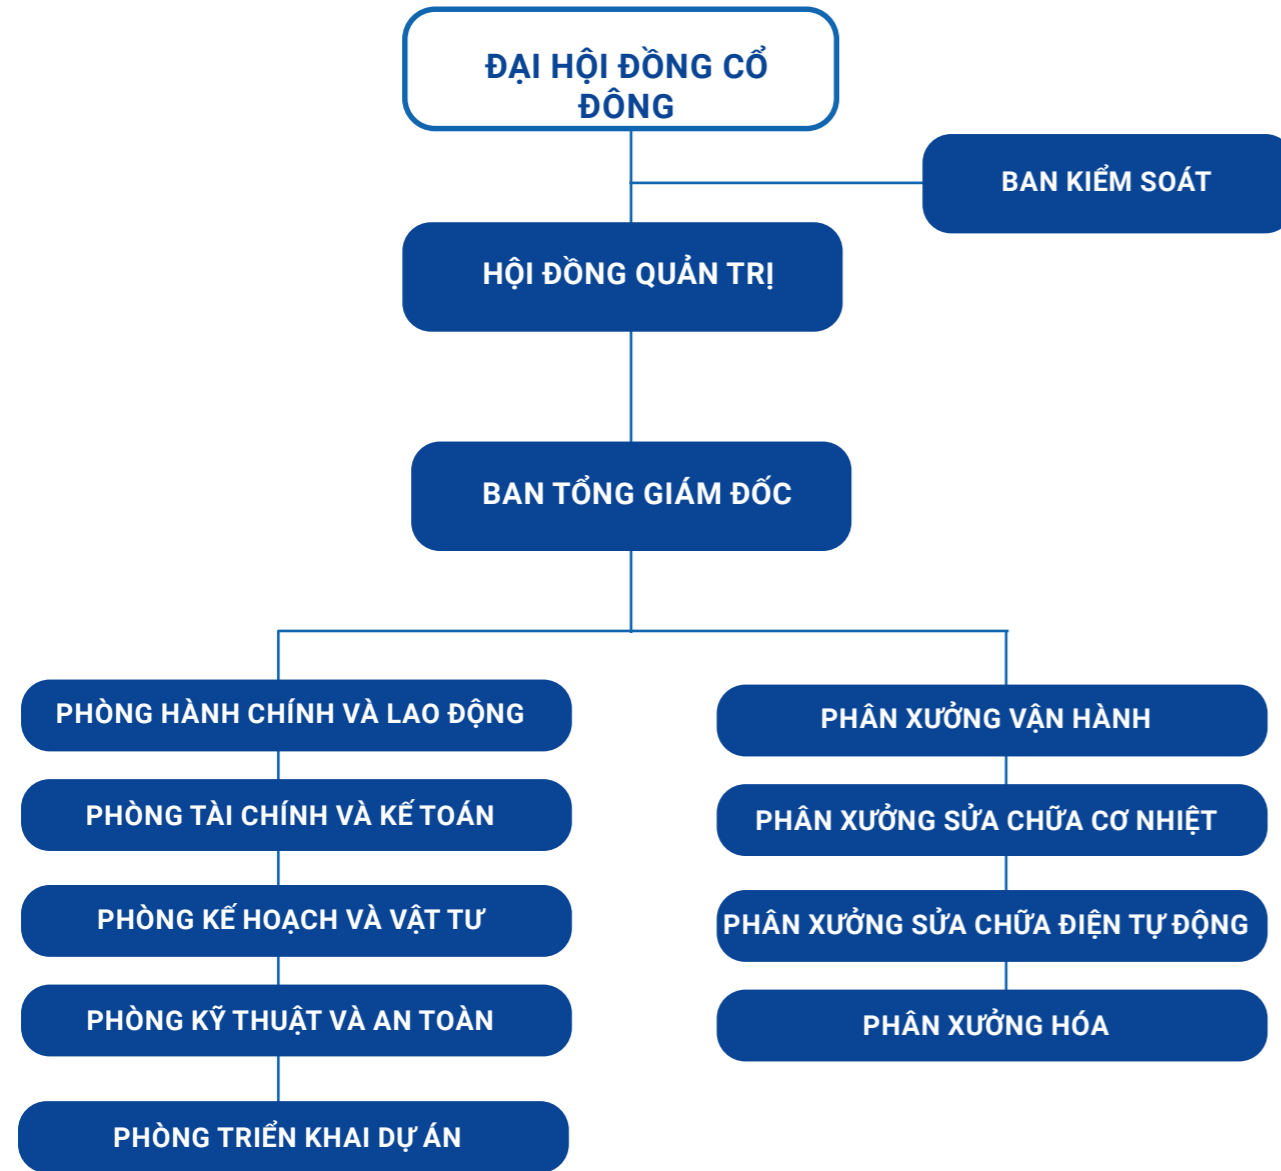 ĐẠI HỘI ĐỒNG CỔ
ĐÔNG
BAN KIỂM SOÁT
HỘI ĐỒNG QUẢN TRỊ
BAN TỔNG GIÁM ĐỐC
PHÒNG HÀNH CHÍNH VÀ LAO ĐỘNG
PHÒNG TÀI CHÍNH VÀ KẾ TOÁN
PHÒNG KẾ HOẠCH VÀ VẬT TƯ
PHÒNG KỸ THUẬT VÀ AN TOÀN
PHÒNG TRIỂN KHAI DỰ ÁN
PHÂN XƯỞNG VẬN HÀNH
PHÂN XƯỞNG SỬA CHỮA CƠ NHIỆT
PHÂN XƯỞNG SỬA CHỮA ĐIỆN TỰ ĐỘNG
PHÂN XƯỞNG HÓA